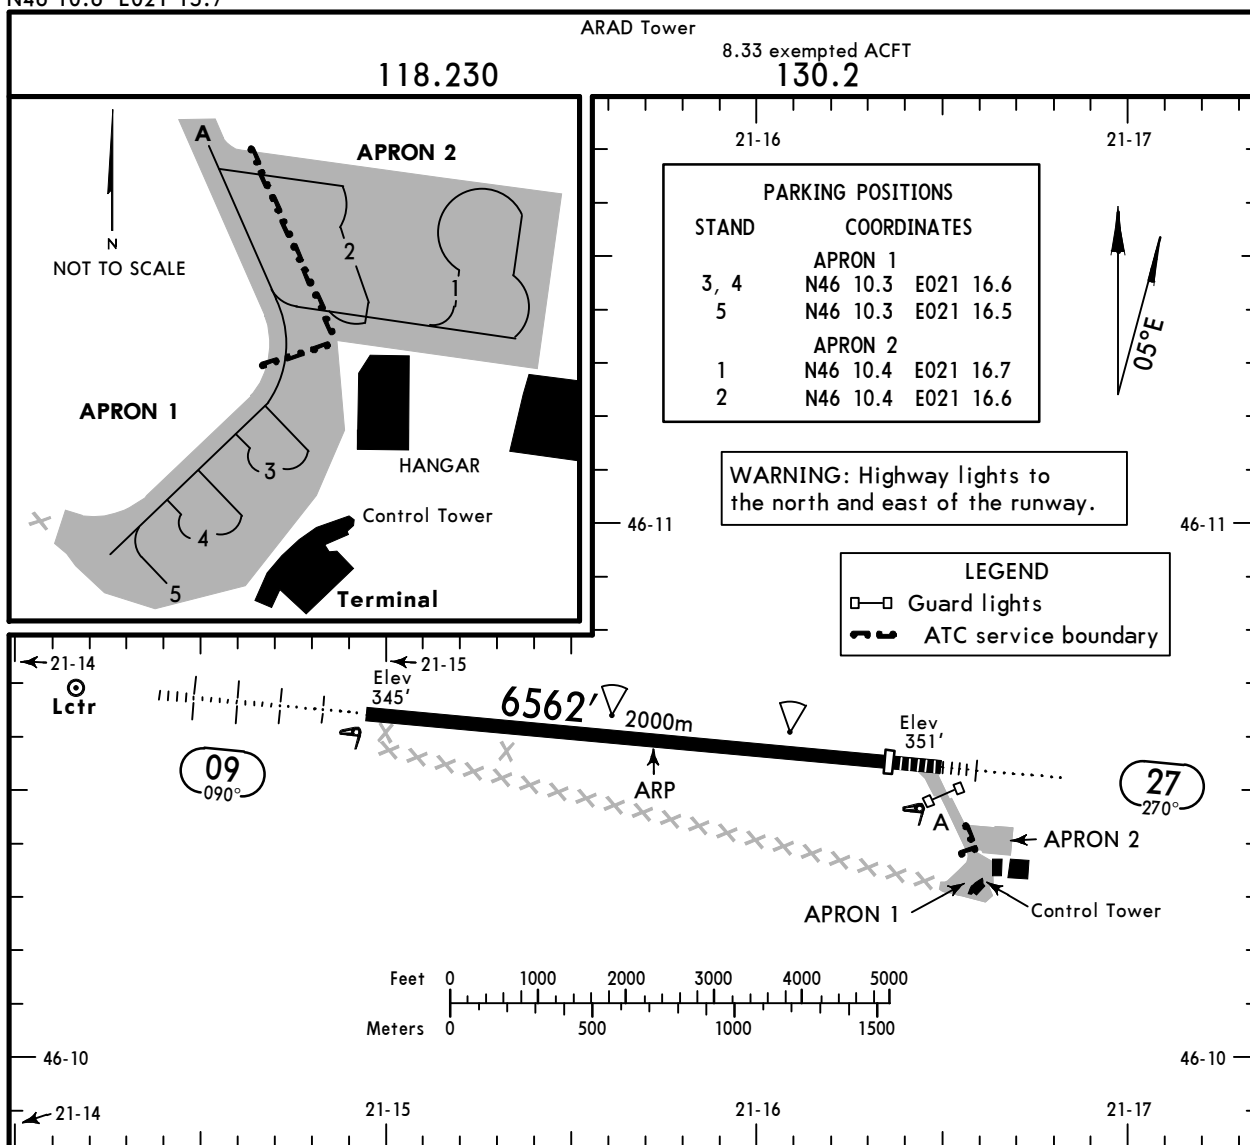 N46 10.6 E021 15.7
ARAD Tower
8.33 exempted ACFT
118.230 130.2
A
APRON 2
N
NOT TO SCALE
2
1
APRON 1
3
HANGAR
4
Control Tower
5
Terminal
21-16 21-17
PARKING POSITIONS
STAND COORDINATES
APRON 1
3, 4 N46 10.3 E021 16.6
5 N46 10.3 E021 16.5
APRON 2
1 N46 10.4 E021 16.7
2 N46 10.4 E021 16.6
05°E
WARNING: Highway lights to
the north and east of the runway.
46-11 46-11
LEGEND
Guard lights
ATC service boundary
21-14 21-15
Lctr
Elev
345'
6562' 2000m
Elev
351'
09
090°
ARP
27
270°
A
APRON 2
APRON 1
Control Tower
Feet 0 1000 2000 3000 4000 5000
Meters 0 500 1000 1500
46-10 46-10
21-14 21-15 21-16 21-17